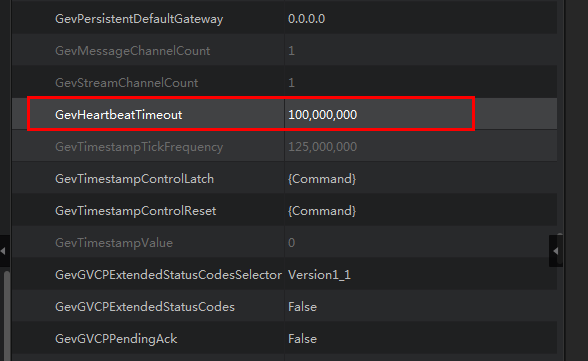 GevPersistentDefaultGateway 0.0.0.0
GevMessageChannelCount 1
GevStreamChannelCount 1
GevHeartbeatTimeout 100,000,000
GevTimestampTickFrequency 125,000,000
GevTimestampControlLatch {Command}
GevTimestampControlReset {Command}
GevTimestampValue 0
GevGVCPExtendedStatusCodesSelector Version1_1
GevGVCPExtendedStatusCodes False
GevGVCPPendingAck False